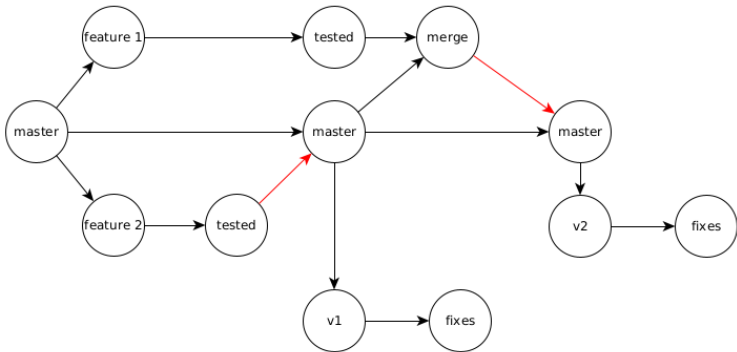 feature 1
tested
merge
master
master
master
feature 2
tested
v2
fixes
v1
fixes